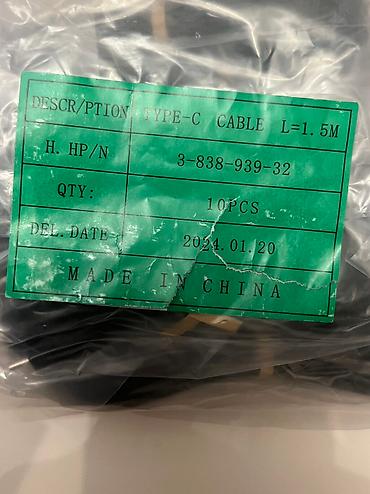 DESCR/PTION TYPE-C CABLE L=1.5M
H. HP/N 3-838-939-32
QTY: 10PCS
DEL. DATE 2024.01.20
MADE IN CHINA